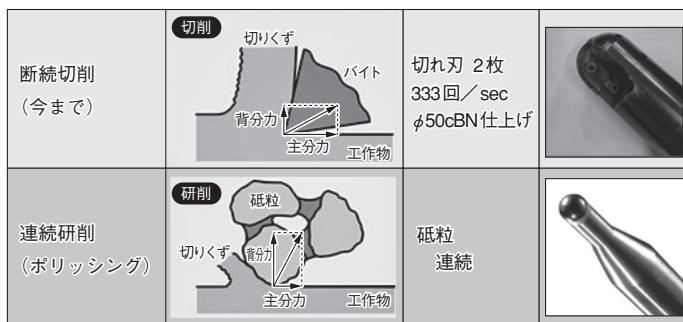 断続切削
(今まで)
切削
切りくず
バイト
背分力
主分力
工作物
切れ刃 2枚
333回/sec
φ50cBN仕上げ
連続研削
(ポリッシング)
研削
砥粒
切りくず
背分力
主分力
工作物
砥粒
連続